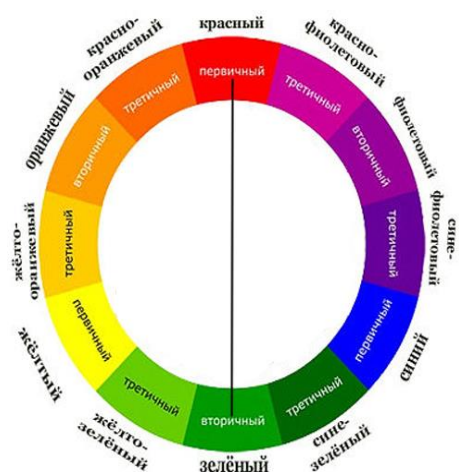 красный
первичный
красно-
фиолетовый
третичный
фиолетовый
вторичный
сине-
фиолетовый
третичный
синий
первичный
сине-
зелёный
третичный
зелёный
вторичный
жёлто-
зелёный
третичный
жёлтый
первичный
жёлто-
оранжевый
третичный
оранжевый
вторичный
красно-
оранжевый
третичный